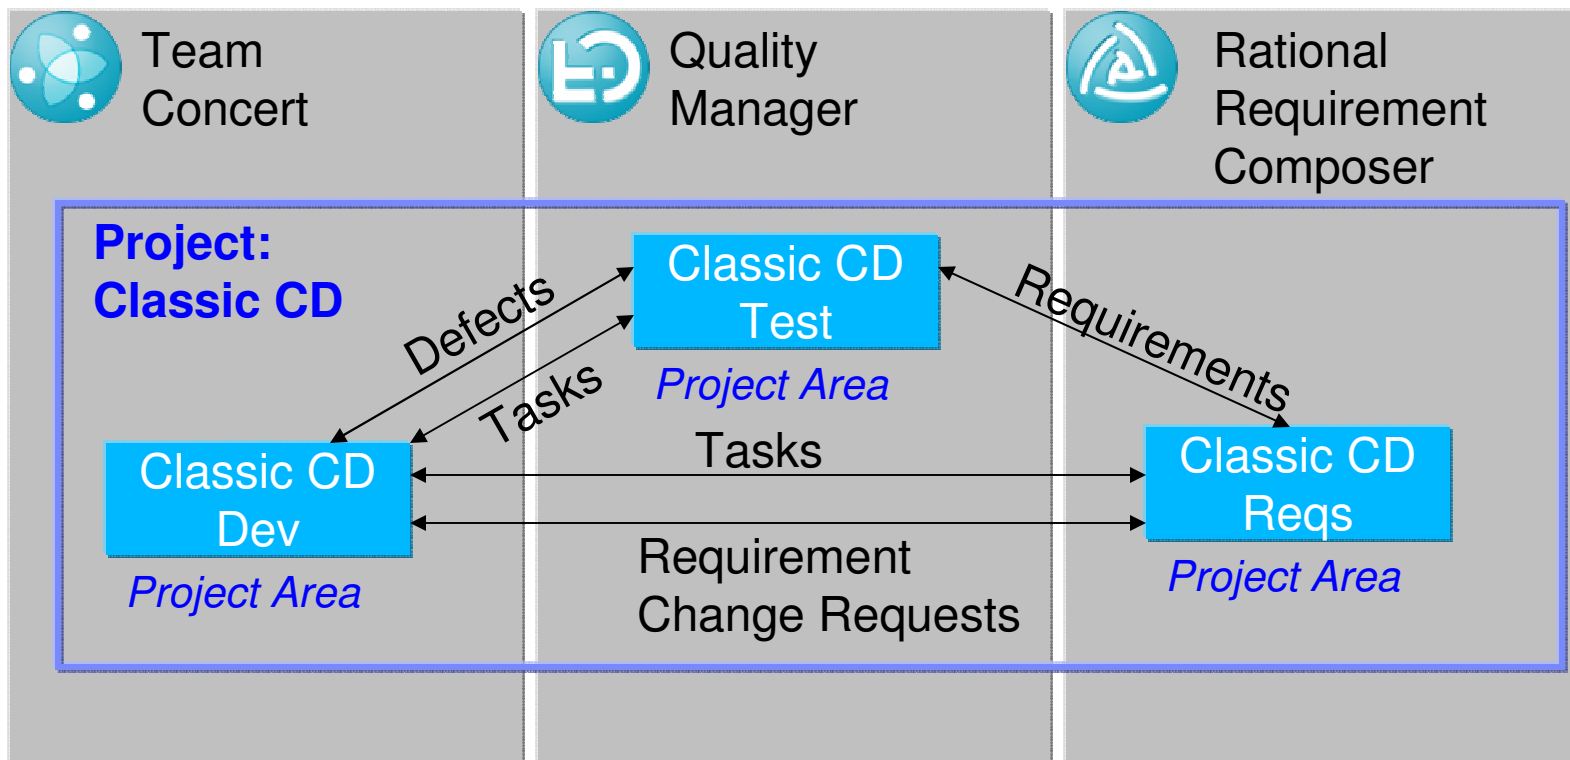 Team
Concert
Quality
Manager
Rational
Requirement
Composer
Project:
Classic CD
Classic CD
Test
Project Area
Defects
Tasks
Requirements
Classic CD
Dev
Project Area
Tasks
Requirement
Change Requests
Classic CD
Reqs
Project Area